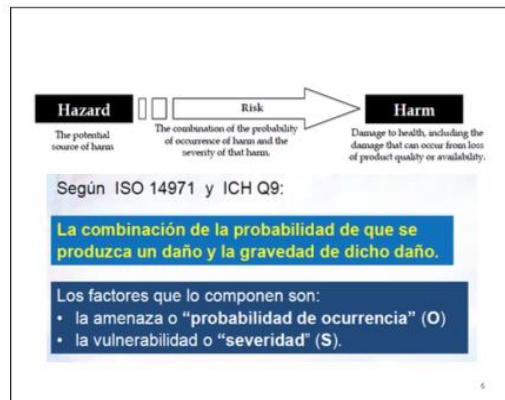 Hazard
Risk
Harm
The potential
source of harm
The combination of the probability
of occurrence of harm and the
severity of that harm.
Damage to health, including the
damage that can occur from loss
of product quality or availability.
Según ISO 14971 y ICH Q9:
La combinación de la probabilidad de que se
produzca un daño y la gravedad de dicho daño.
Los factores que lo componen son:
• la amenaza o “probabilidad de ocurrencia” (O)
• la vulnerabilidad o “severidad” (S).
6